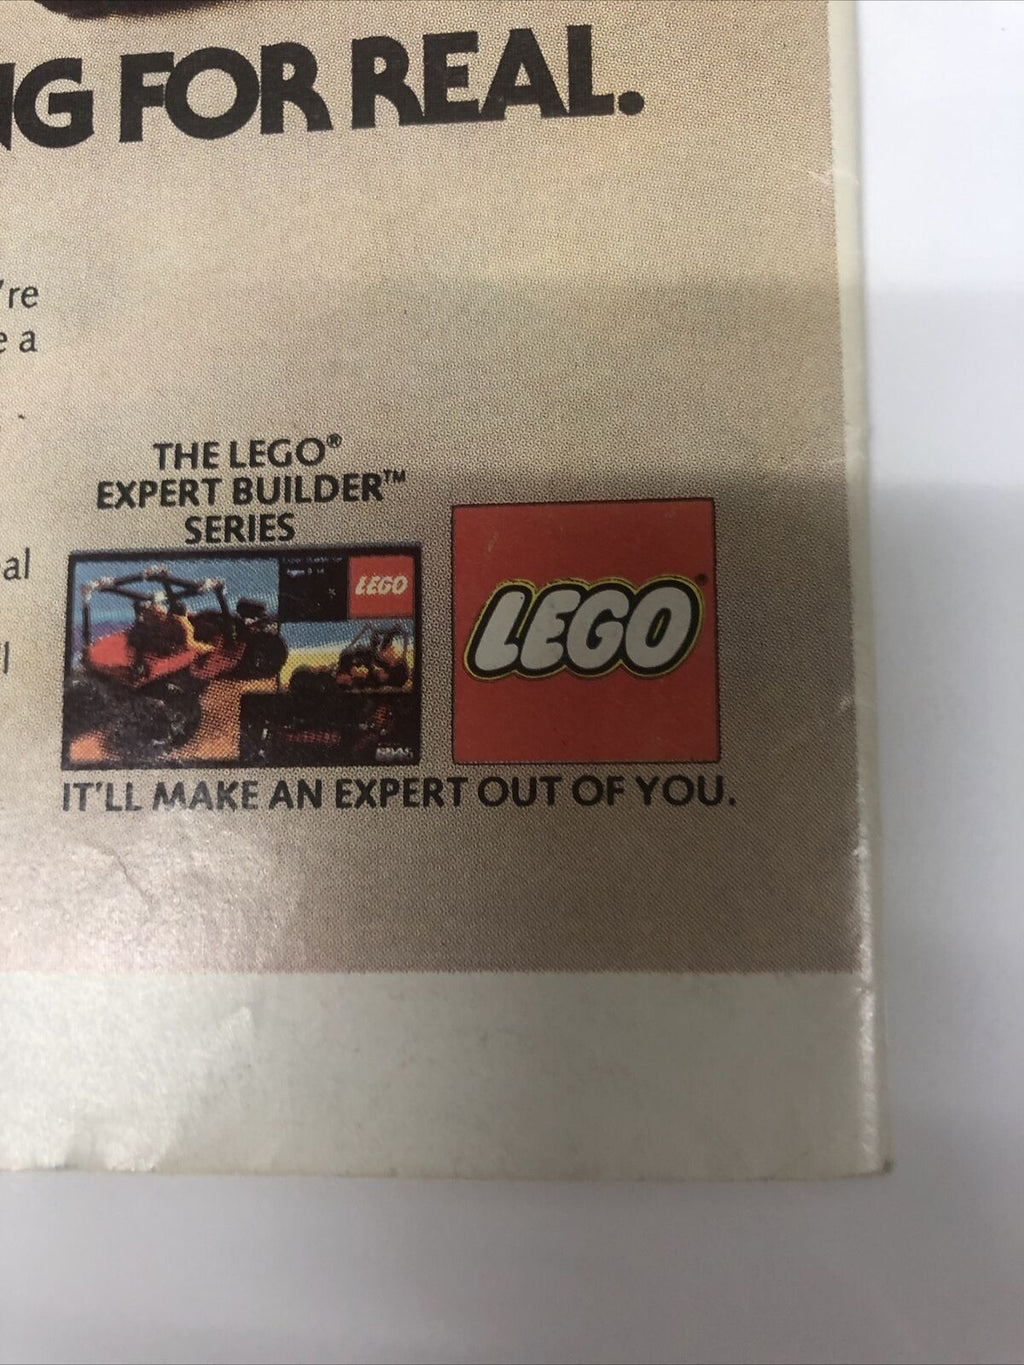 NG FOR REAL.
're
e a
THE LEGO®
EXPERT BUILDER™
SERIES
al
l
LEGO
LEGO®
IT'LL MAKE AN EXPERT OUT OF YOU.